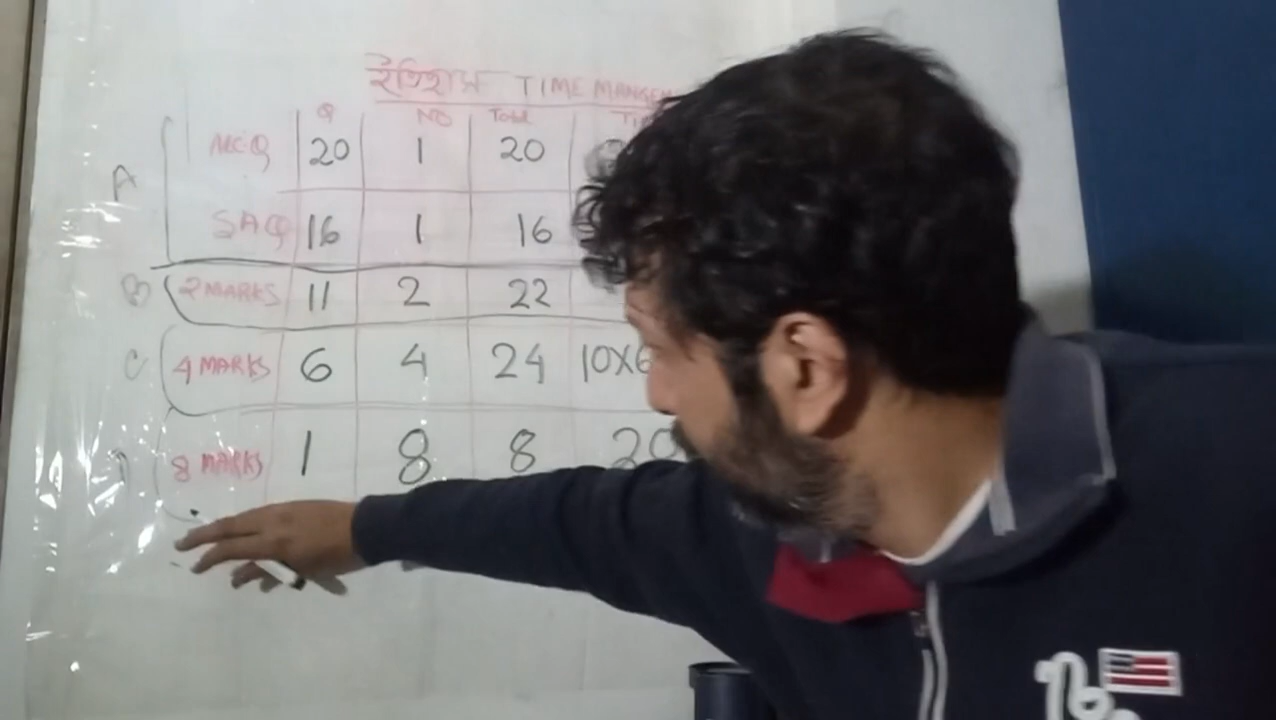 ইতিহাস TIME MANGEM
Q NO Total
A
MCQ 20 1 20
SAQ 16 1 16
B 2 MARKS 11 2 22
C 4 MARKS 6 4 24 10X6
8 MARKS 1 8 8 20